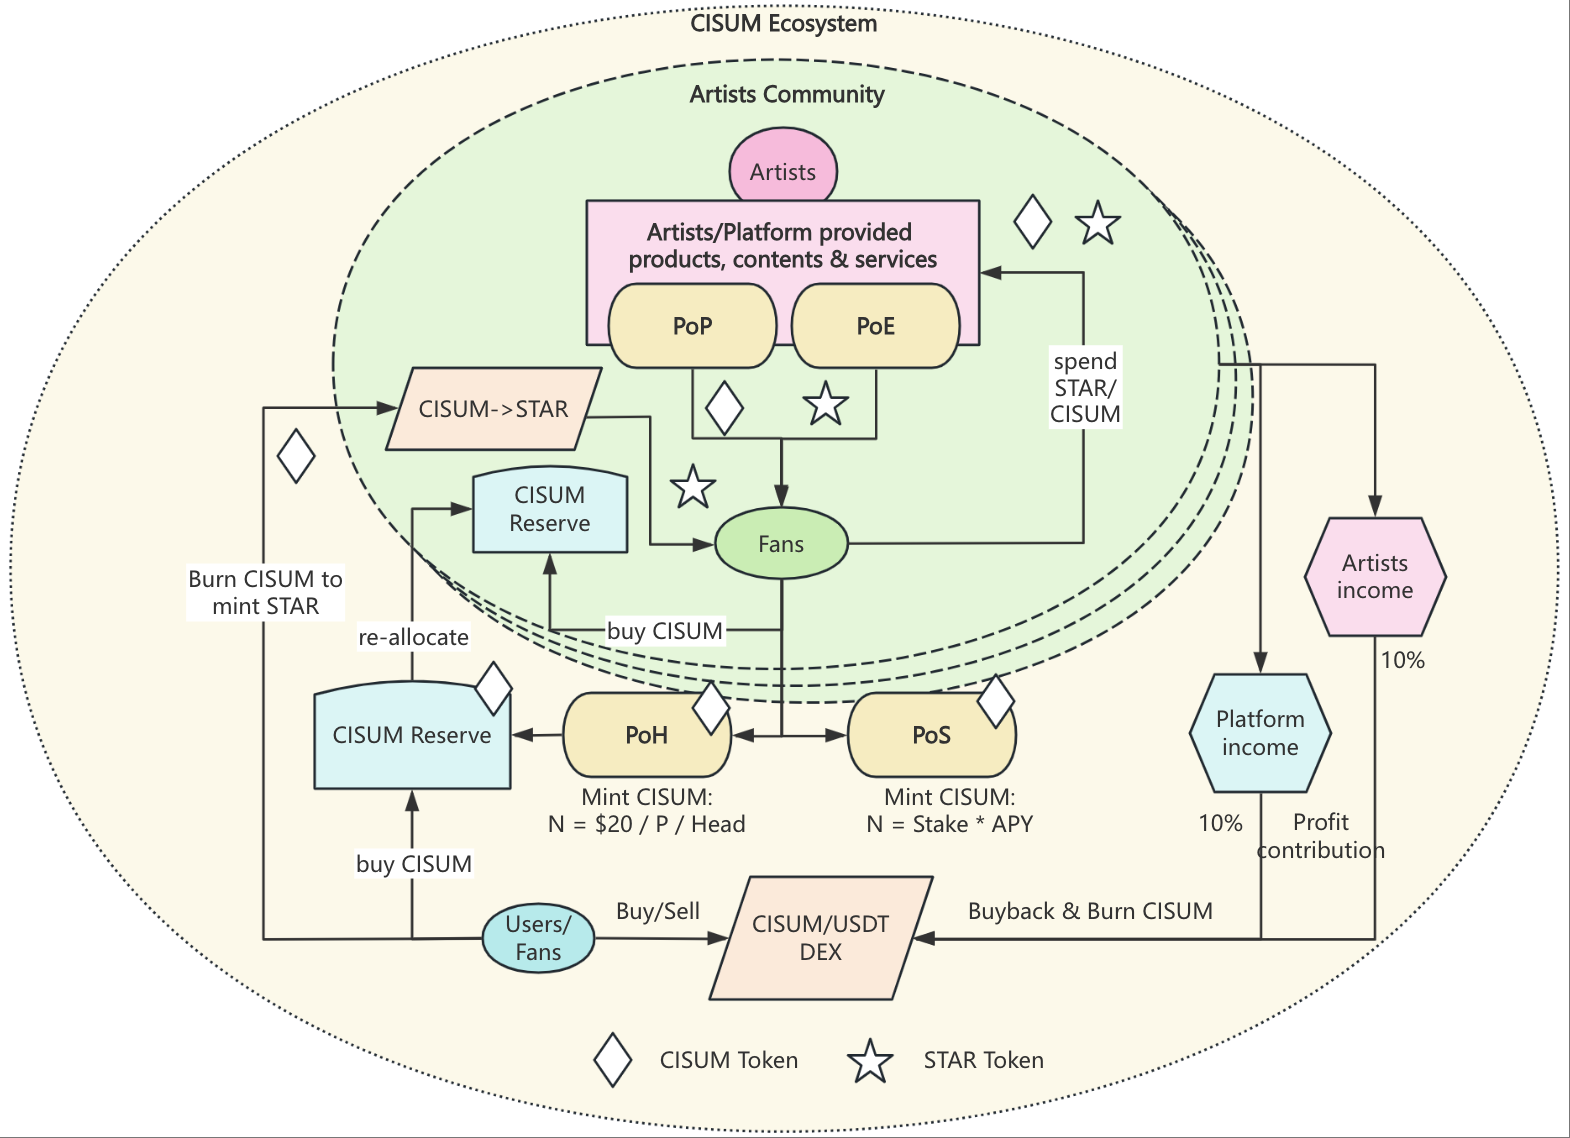 CISUM Ecosystem
Artists Community
Artists
Artists/Platform provided
products, contents & services
PoP
PoE
spend
STAR/
CISUM
CISUM->STAR
CISUM
Reserve
Fans
Artists
income
Burn CISUM to
mint STAR
re-allocate
buy CISUM
10%
CISUM Reserve
PoH
PoS
Platform
income
Mint CISUM:
N = $20 / P / Head
Mint CISUM:
N = Stake * APY
10%
Profit
contribution
buy CISUM
Users/
Fans
Buy/Sell
CISUM/USDT
DEX
Buyback & Burn CISUM
CISUM Token
STAR Token